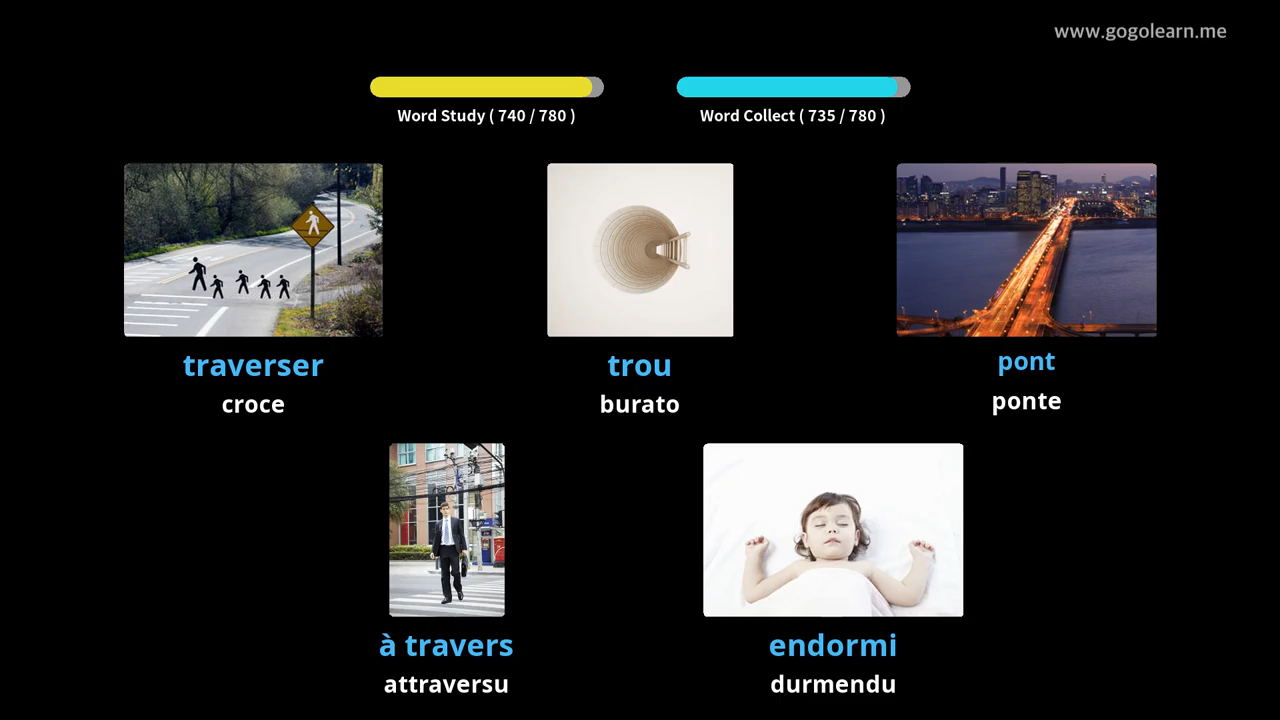 www.gogolearn.me
Word Study ( 740 / 780 )
Word Collect ( 735 / 780 )
traverser
croce
trou
burato
pont
ponte
à travers
attraversu
endormi
durmendu